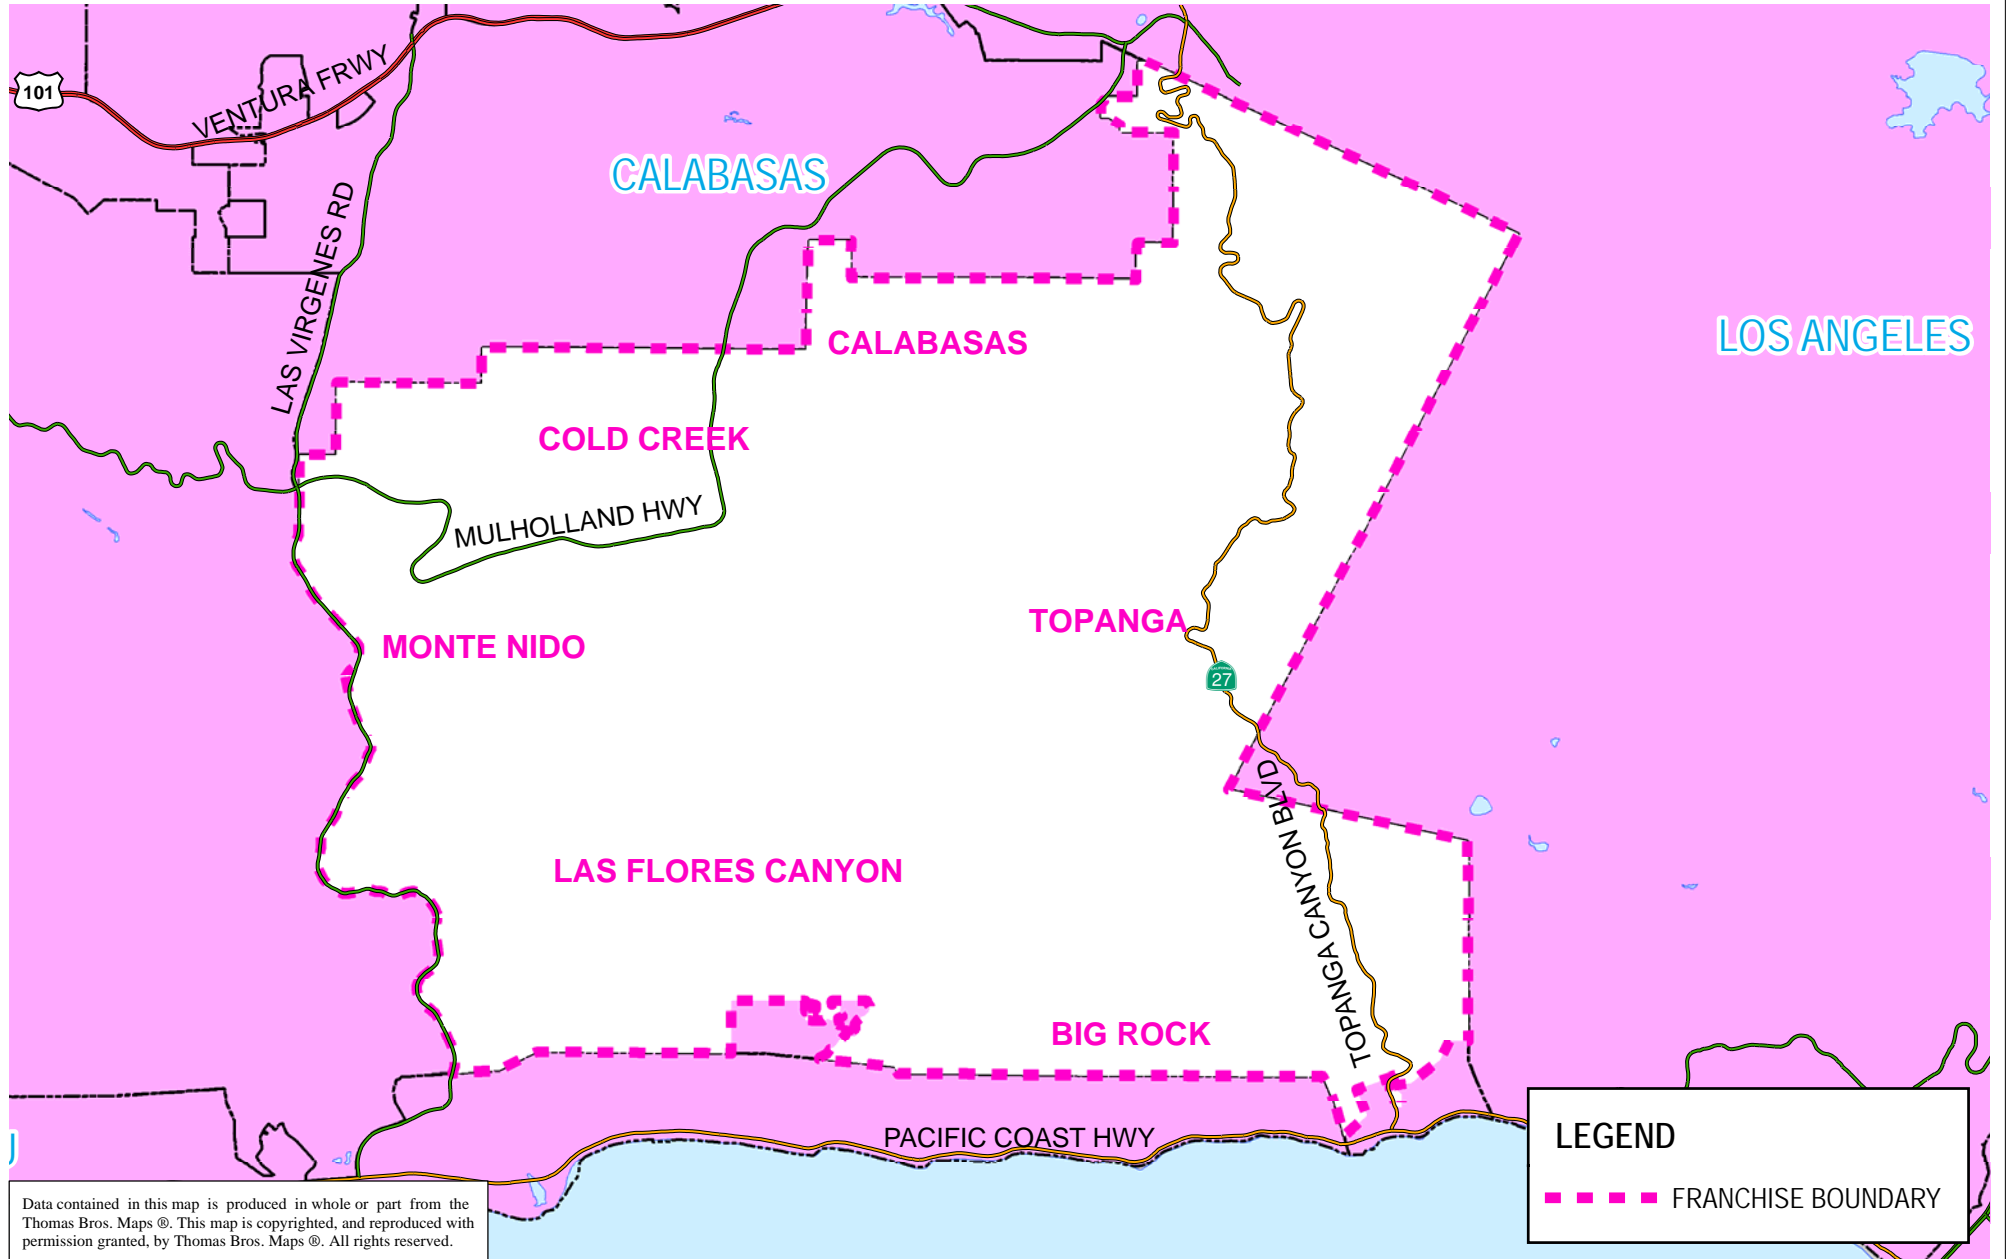 101
VENTURA FRWY
CALABASAS
LAS VIRGENES RD
LOS ANGELES
CALABASAS
COLD CREEK
MULHOLLAND HWY
TOPANGA
MONTE NIDO
27
TOPANGA CANYON BLVD
LAS FLORES CANYON
BIG ROCK
PACIFIC COAST HWY
LEGEND
FRANCHISE BOUNDARY
Data contained in this map is produced in whole or part from the
Thomas Bros. Maps ®. This map is copyrighted, and reproduced with
permission granted, by Thomas Bros. Maps ®. All rights reserved.